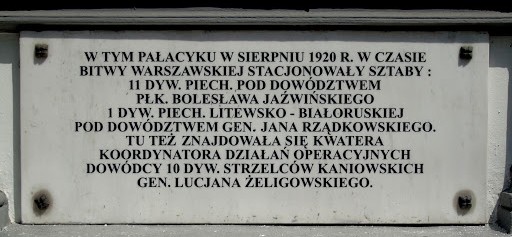 W TYM PAŁACYKU W SIERPNIU 1920 R. W CZASIE
BITWY WARSZAWSKIEJ STACJONOWAŁY SZTABY :
11 DYW. PIECH. POD DOWÓDZTWEM
PŁK. BOLESŁAWA JAŹWIŃSKIEGO
1 DYW. PIECH. LITEWSKO - BIAŁORUSKIEJ
POD DOWÓDZTWEM GEN. JANA RZĄDKOWSKIEGO.
TU TEŻ ZNAJDOWAŁA SIĘ KWATERA
KOORDYNATORA DZIAŁAŃ OPERACYJNYCH
DOWÓDCY 10 DYW. STRZELCÓW KANIOWSKICH
GEN. LUCJANA ŻELIGOWSKIEGO.